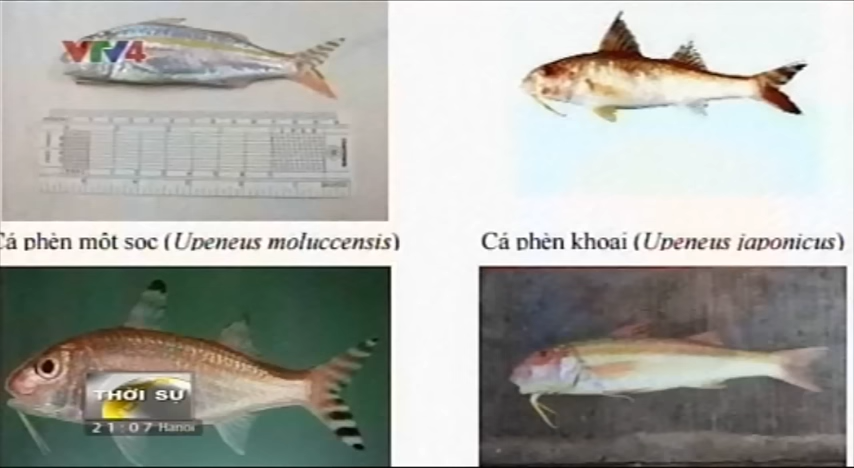 VTV4
Cá phèn một sọc (Upeneus moluccensis)
Cá phèn khoai (Upeneus japonicus)
THỜI SỰ
21:07 Hanoi